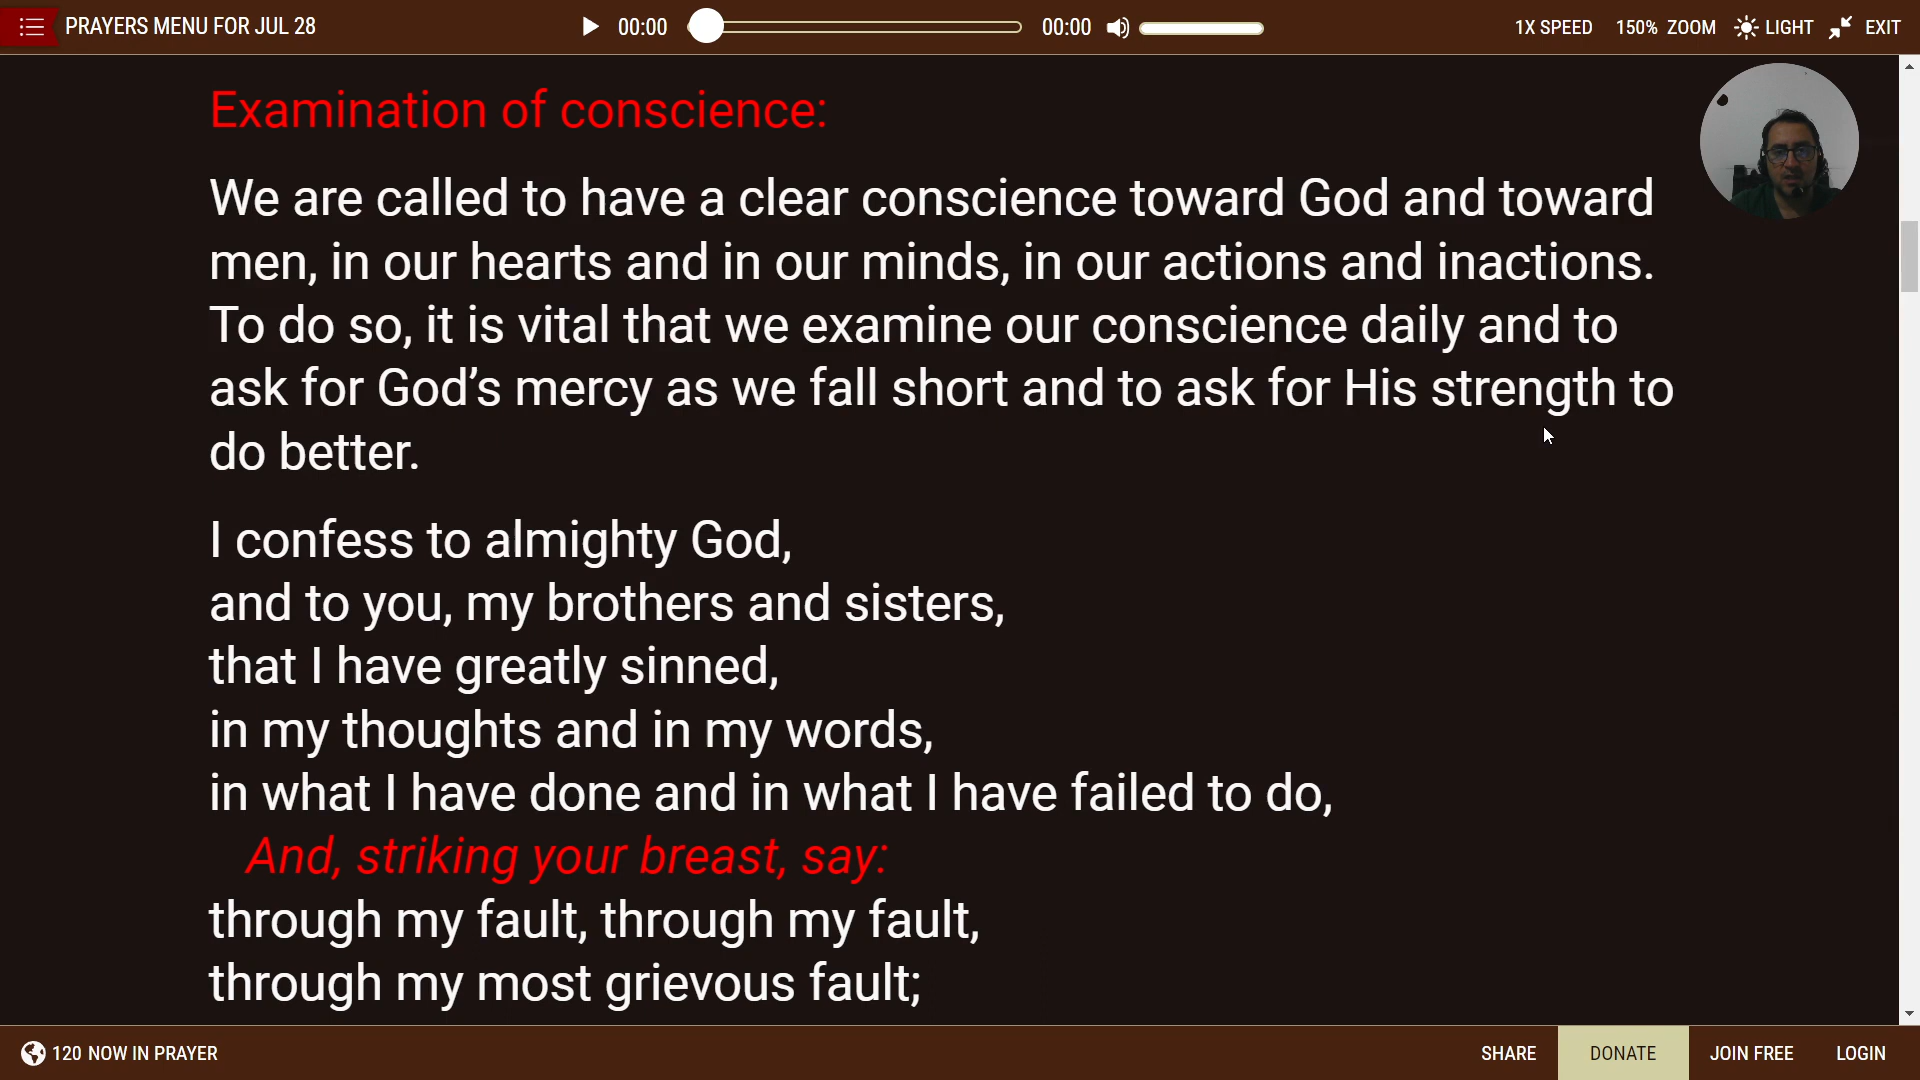 PRAYERS MENU FOR JUL 28
00:00
00:00
1X SPEED
150% ZOOM
LIGHT
EXIT
Examination of conscience:
We are called to have a clear conscience toward God and toward
men, in our hearts and in our minds, in our actions and inactions.
To do so, it is vital that we examine our conscience daily and to
ask for God’s mercy as we fall short and to ask for His strength to
do better.
I confess to almighty God,
and to you, my brothers and sisters,
that I have greatly sinned,
in my thoughts and in my words,
in what I have done and in what I have failed to do,
And, striking your breast, say:
through my fault, through my fault,
through my most grievous fault;
120 NOW IN PRAYER
SHARE
DONATE
JOIN FREE
LOGIN